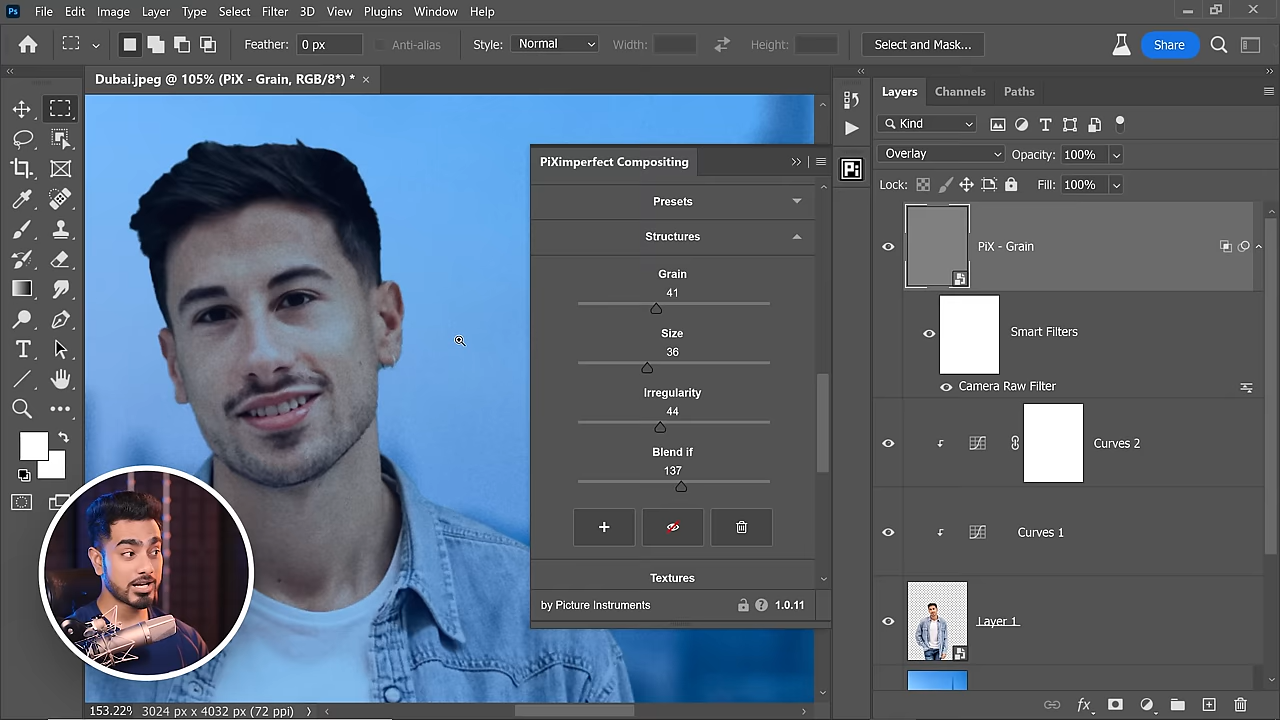 Ps File Edit Image Layer Type Select Filter 3D View Plugins Window Help
Feather: 0 px Anti-alias Style: Normal Width: Height: Select and Mask... Share
Dubai.jpeg @ 105% (PiX - Grain, RGB/8*) * ×
PiXimperfect Compositing
Presets
Structures
Grain
41
Size
36
Irregularity
44
Blend if
137
Textures
by Picture Instruments 1.0.11
Pi
Layers Channels Paths
Kind
Overlay Opacity: 100%
Lock: Fill: 100%
PiX - Grain
Smart Filters
Camera Raw Filter
Curves 2
Curves 1
Layer 1
fx
153.22% 3024 px x 4032 px (72 ppi)